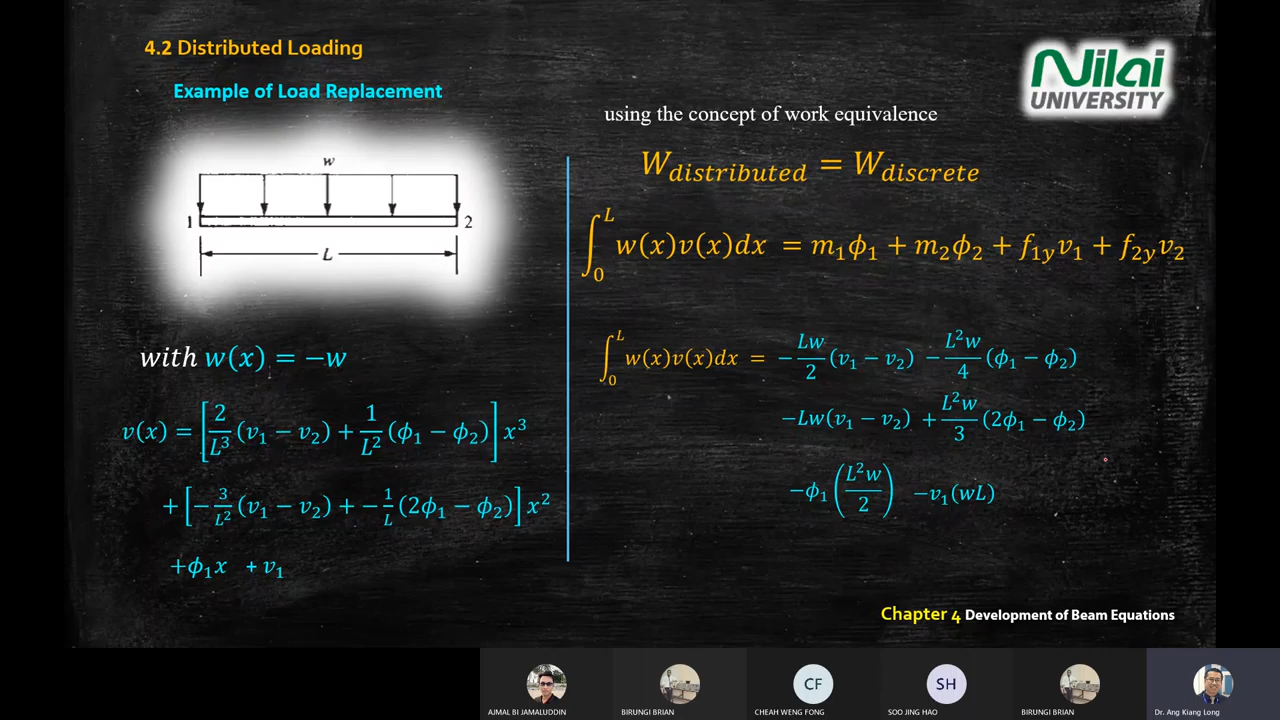 4.2 Distributed Loading
Example of Load Replacement
w
1
2
L
with w(x) = −w
v(x) = [2/L³ (v₁ − v₂) + 1/L² (ϕ₁ − ϕ₂)] x³
+ [−3/L² (v₁ − v₂) + −1/L (2ϕ₁ − ϕ₂)] x²
+ϕ₁x + v₁
Nilai
UNIVERSITY
using the concept of work equivalence
W_distributed = W_discrete
∫₀ᴸ w(x)v(x)dx = m₁ϕ₁ + m₂ϕ₂ + f₁ᵧv₁ + f₂ᵧv₂
∫₀ᴸ w(x)v(x)dx = −Lw/2 (v₁ − v₂) −L²w/4 (ϕ₁ − ϕ₂)
−Lw(v₁ − v₂) +L²w/3 (2ϕ₁ − ϕ₂)
−ϕ₁ (L²w/2) −v₁(wL)
Chapter 4 Development of Beam Equations
AJMAL BI JAMALUDDIN
BIRUNGI BRIAN
CF
CHEAH WENG FONG
SH
SOO JING HAO
BIRUNGI BRIAN
Dr. Ang Kiang Long